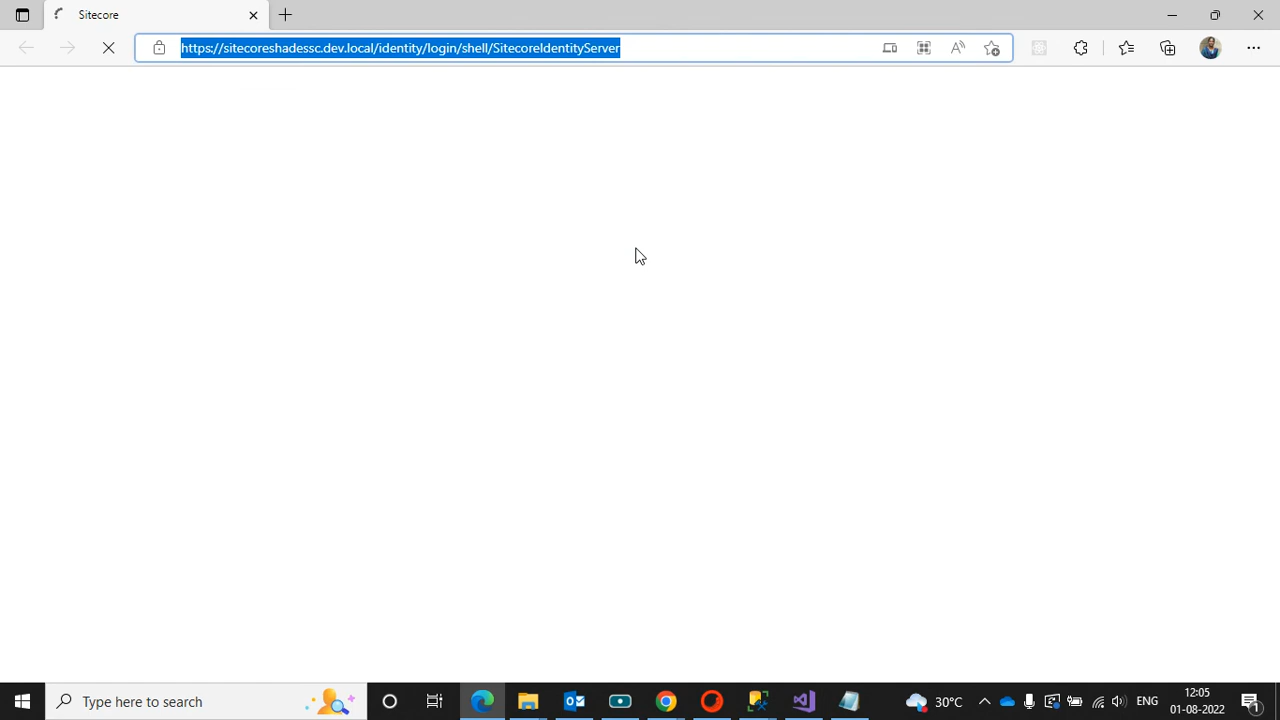 Sitecore
https://sitecoreshadessc.dev.local/identity/login/shell/SitecoreIdentityServer
Type here to search
30°C
ENG
12:05
01-08-2022
1